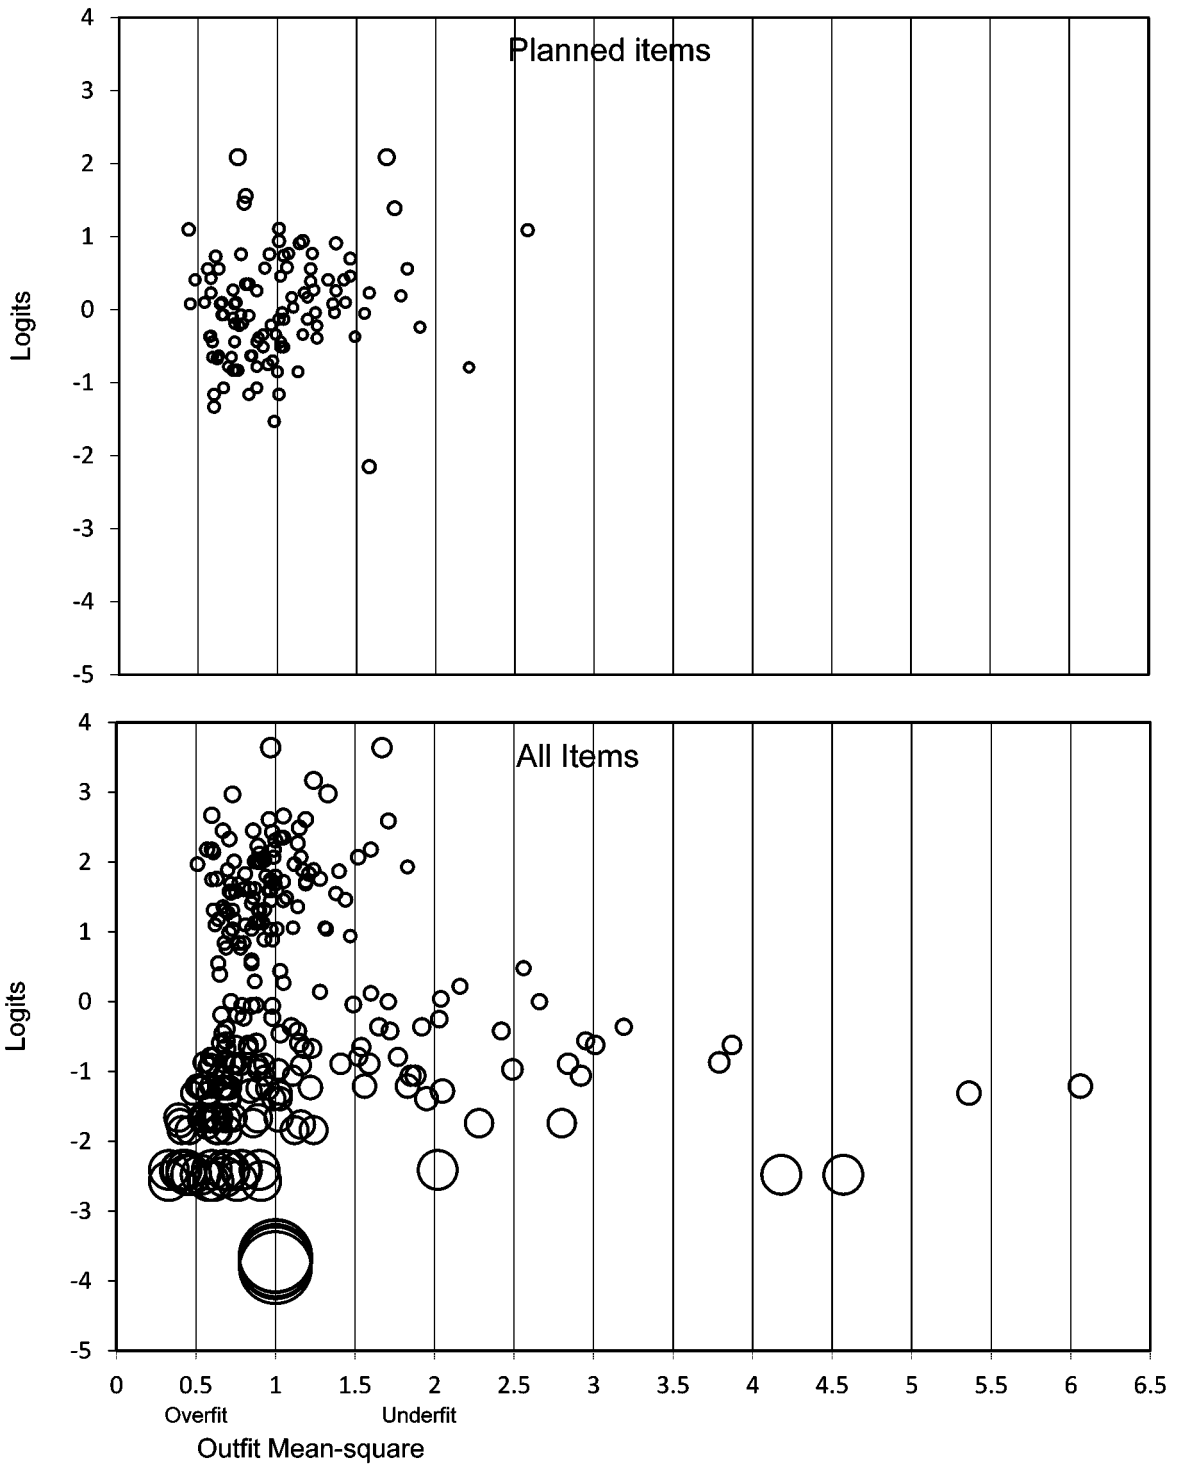 Planned items
4
3
2
1
0
-1
-2
-3
-4
-5
Logits
All Items
4
3
2
1
0
-1
-2
-3
-4
-5
Logits
0 0.5 1 1.5 2 2.5 3 3.5 4 4.5 5 5.5 6 6.5
Overfit Underfit
Outfit Mean-square